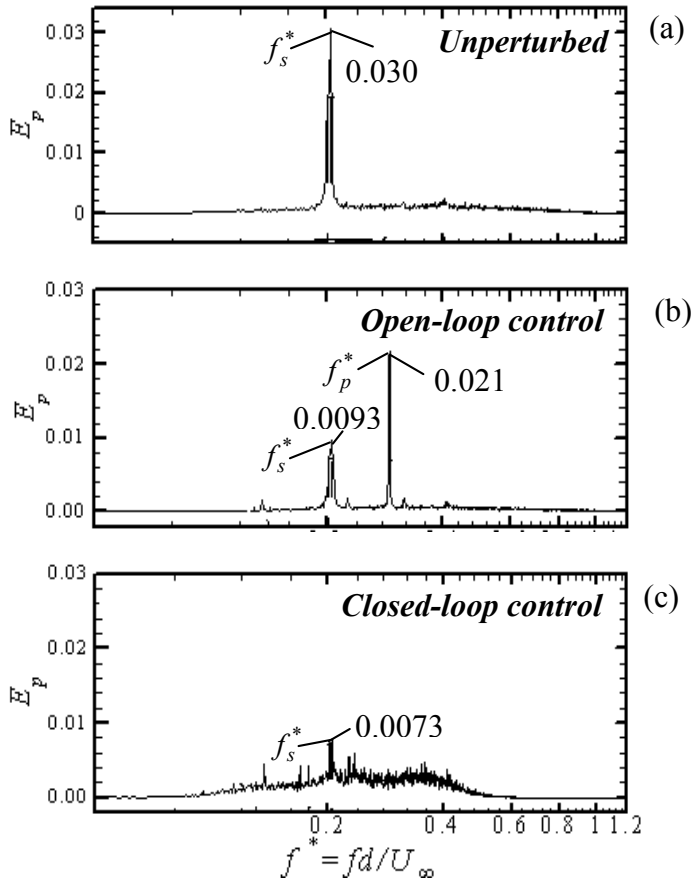 (a)
Unperturbed
0.03
f_s^*
0.030
0.02
E_p
0.01
0
(b)
0.03
Open-loop control
0.02
f_p^*
0.021
E_p
0.0093
0.01
f_s^*
0.00
(c)
0.03
Closed-loop control
0.02
E_p
0.01
f_s^*
0.0073
0.00
0.2 0.4 0.6 0.8 1 1.2
f^*=fd/U_∞